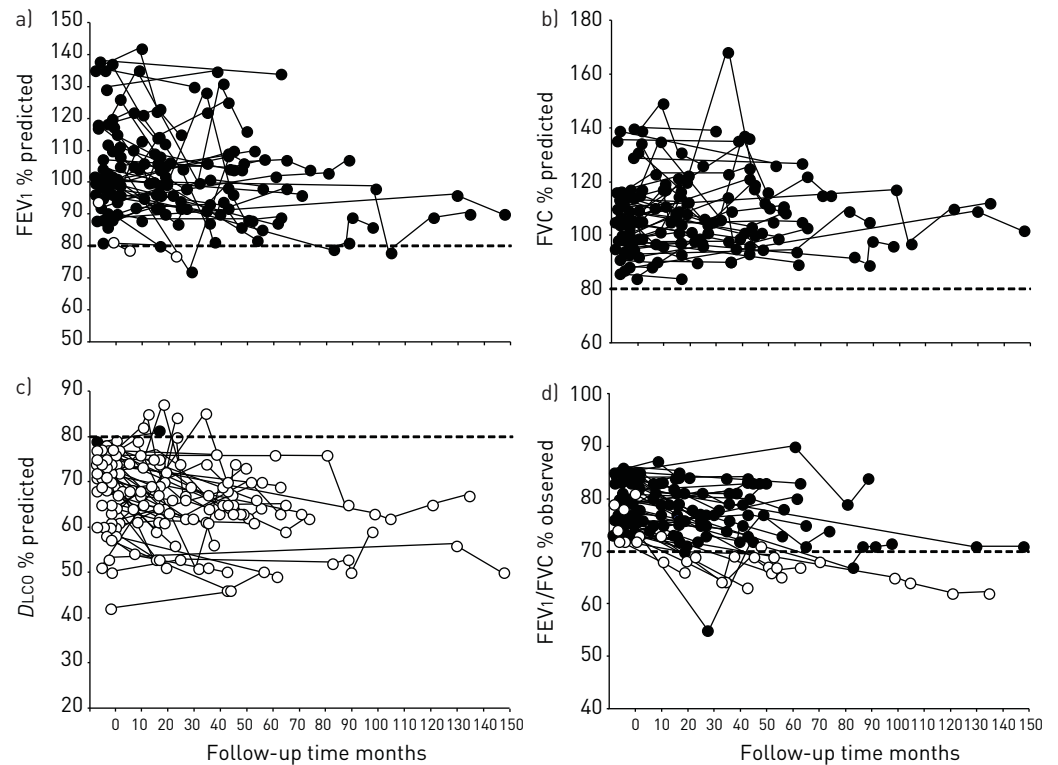 a)
FEV1 % predicted
150
140
130
120
110
100
90
80
70
60
50
b)
FVC % predicted
180
160
140
120
100
80
60
c)
DLCO % predicted
90
80
70
60
50
40
30
20
0 10 20 30 40 50 60 70 80 90 100 110 120 130 140 150
Follow-up time months
d)
FEV1/FVC % observed
100
90
80
70
60
50
40
0 10 20 30 40 50 60 70 80 90 100 110 120 130 140 150
Follow-up time months